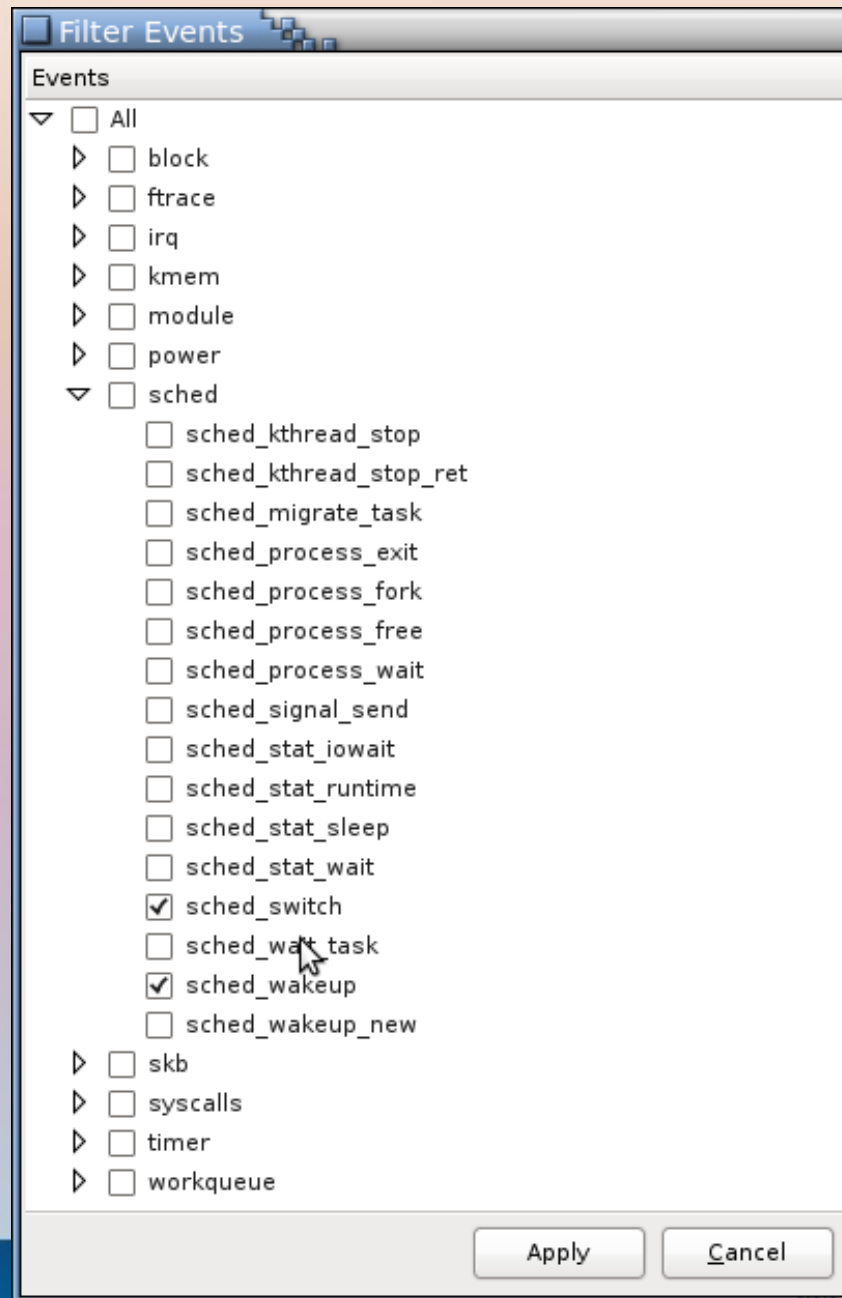 Filter Events
Events
All
block
ftrace
irq
kmem
module
power
sched
sched_kthread_stop
sched_kthread_stop_ret
sched_migrate_task
sched_process_exit
sched_process_fork
sched_process_free
sched_process_wait
sched_signal_send
sched_stat_iowait
sched_stat_runtime
sched_stat_sleep
sched_stat_wait
sched_switch
sched_wait_task
sched_wakeup
sched_wakeup_new
skb
syscalls
timer
workqueue
Apply Cancel